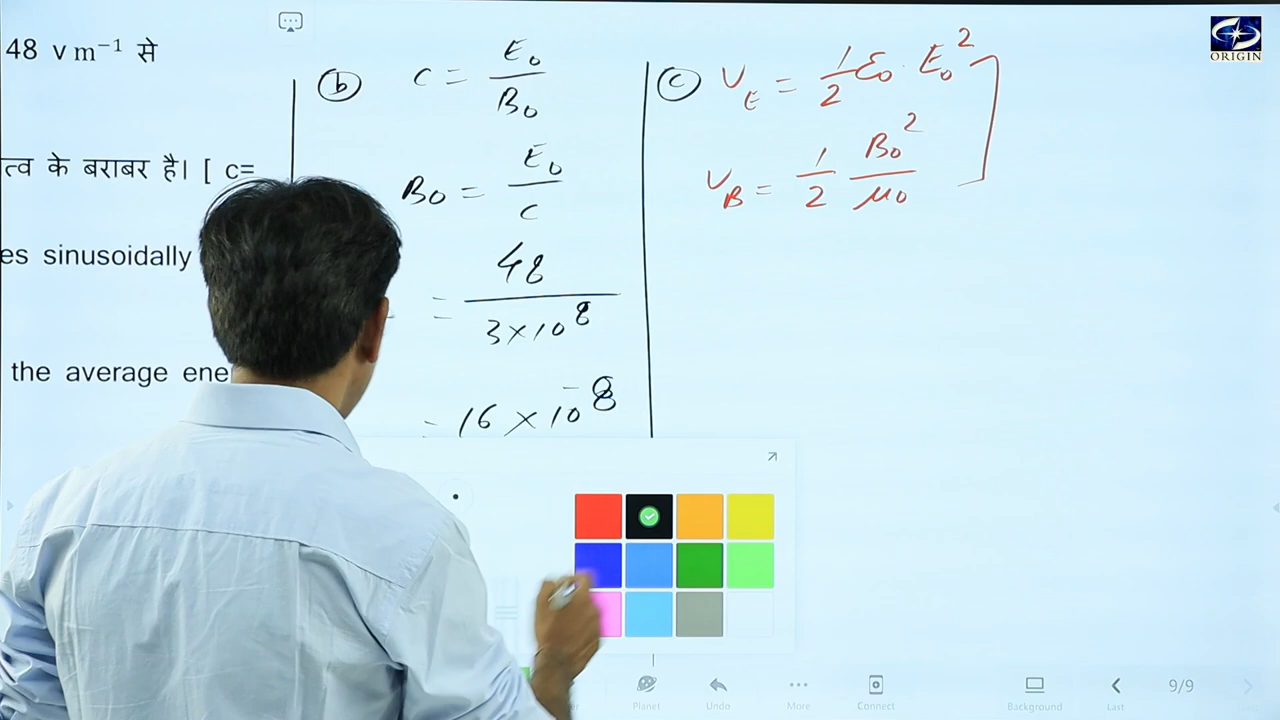 48 v m⁻¹ से
त्व के बराबर है। [ c=
es sinusoidally
the average ene
(b) c = E₀/B₀
B₀ = E₀/c
= 48/(3×10⁸)
= 16 × 10⁻⁸
(c) U_E = 1/2 ε₀ · E₀²
U_B = 1/2 B₀²/μ₀
ORIGIN
Planet
Undo
More
Connect
Background
Last
9/9